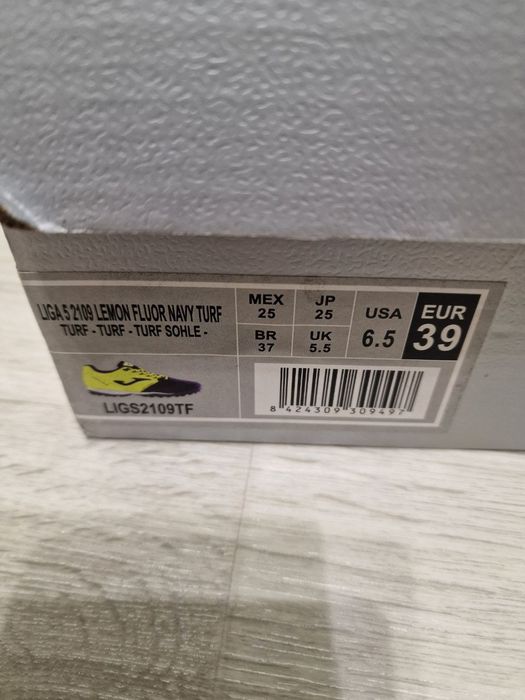 LIGA 5 2109 LEMON FLUOR NAVY TURF
TURF - TURF - TURF SOHLE -
LIGS2109TF
MEX
25
JP
25
BR
37
UK
5.5
USA
6.5
EUR
39
8 424309 309497